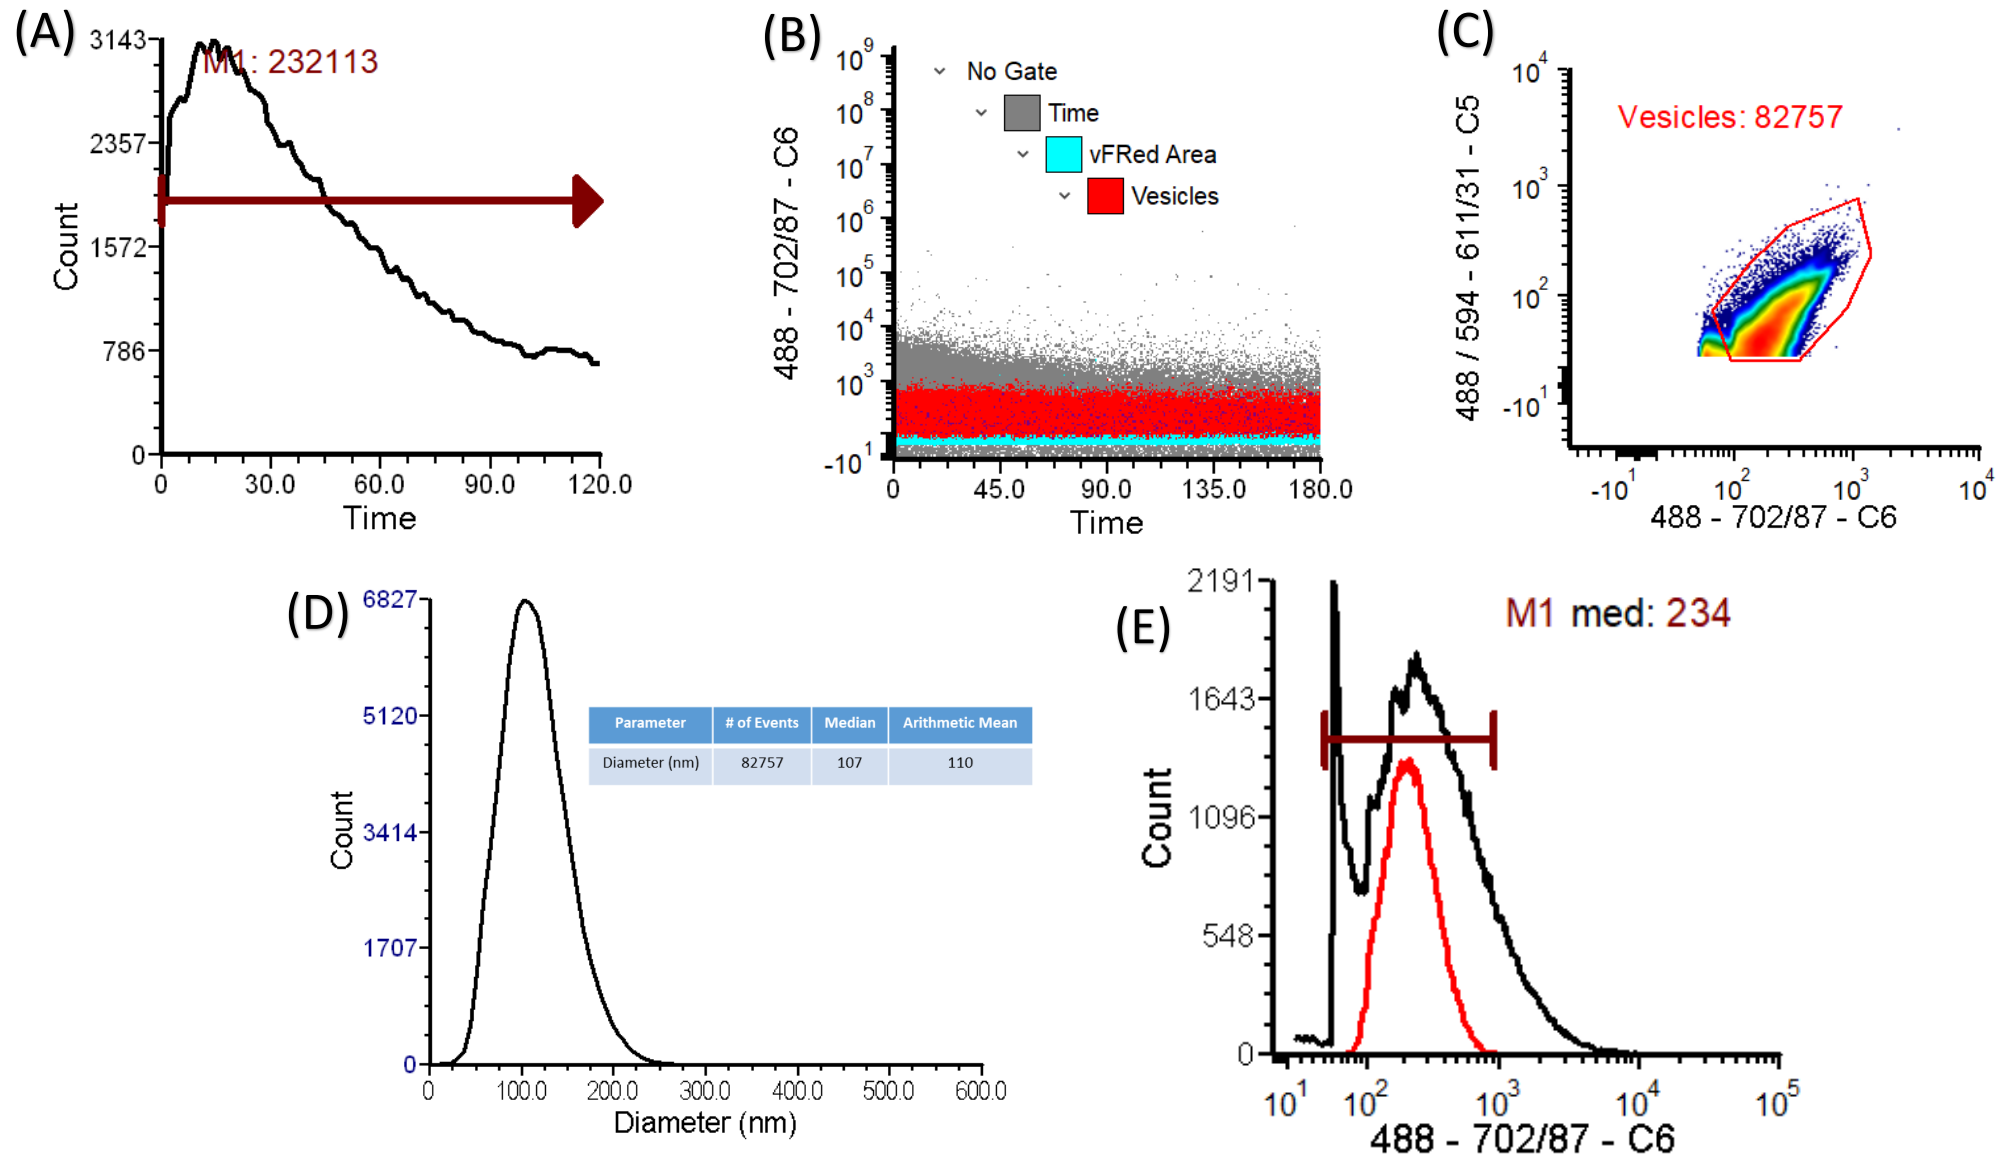 (A)
3143
2357
1572
786
0
Count
M1: 232113
0 30.0 60.0 90.0 120.0
Time
(B)
10^9
10^8
10^7
10^6
10^5
10^4
10^3
-10^1
488 - 702/87 - C6
No Gate
Time
vFRed Area
Vesicles
0 45.0 90.0 135.0 180.0
Time
(C)
10^4
10^3
10^2
-10^1
488 / 594 - 611/31 - C5
Vesicles: 82757
-10^1 10^2 10^3 10^4
488 - 702/87 - C6
(D)
6827
5120
3414
1707
0
Count
Parameter # of Events Median Arithmetic Mean
Diameter (nm) 82757 107 110
0 100.0 200.0 300.0 400.0 500.0 600.0
Diameter (nm)
(E)
2191
1643
1096
548
0
Count
M1 med: 234
10^1 10^2 10^3 10^4 10^5
488 - 702/87 - C6